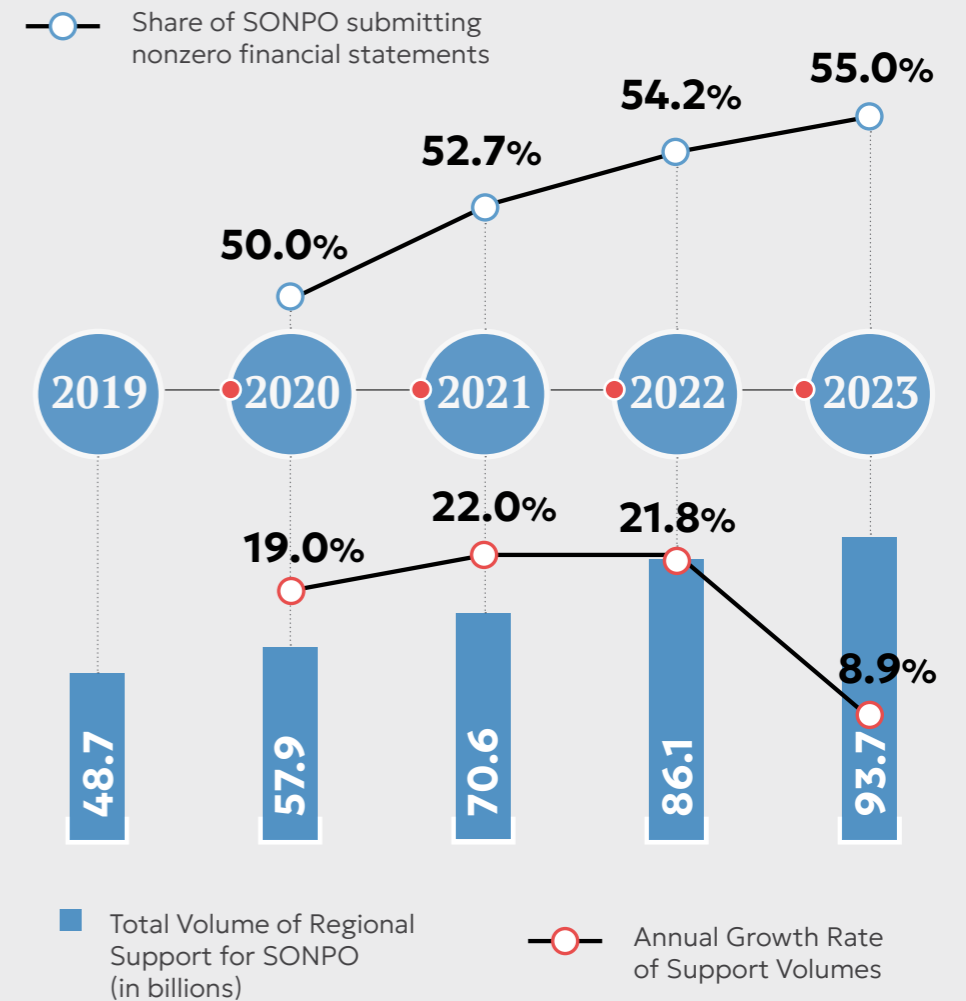 Share of SONPO submitting
nonzero financial statements
50.0%
52.7%
54.2%
55.0%
2019
2020
2021
2022
2023
19.0%
22.0%
21.8%
8.9%
48.7
57.9
70.6
86.1
93.7
Total Volume of Regional
Support for SONPO
(in billions)
Annual Growth Rate
of Support Volumes